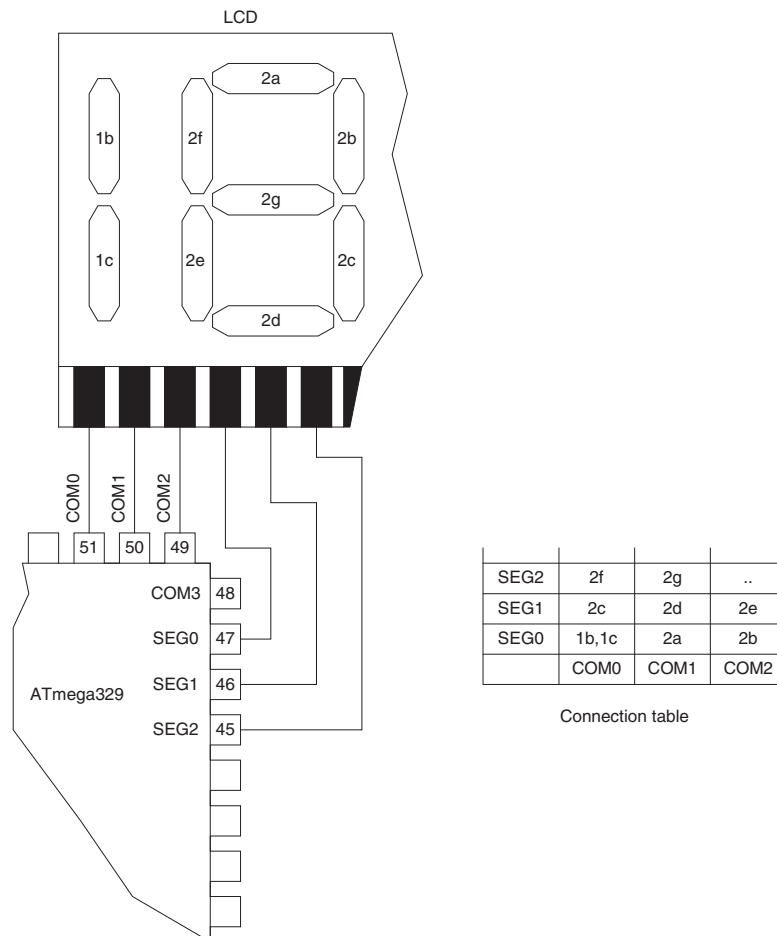 LCD
2a
1b
2f
2b
2g
1c
2e
2c
2d
COM0
COM1
COM2
51
50
49
COM3 48
SEG0 47
SEG1 46
ATmega329
SEG2 45
SEG2 2f 2g ..
SEG1 2c 2d 2e
SEG0 1b,1c 2a 2b
COM0 COM1 COM2
Connection table